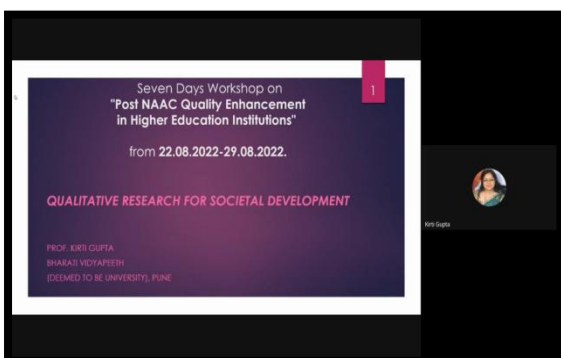 1
Seven Days Workshop on
"Post NAAC Quality Enhancement
in Higher Education Institutions"
from 22.08.2022-29.08.2022.
QUALITATIVE RESEARCH FOR SOCIETAL DEVELOPMENT
PROF. KIRTI GUPTA
BHARATI VIDYAPEETH
(DEEMED TO BE UNIVERSITY), PUNE
Kirti Gupta